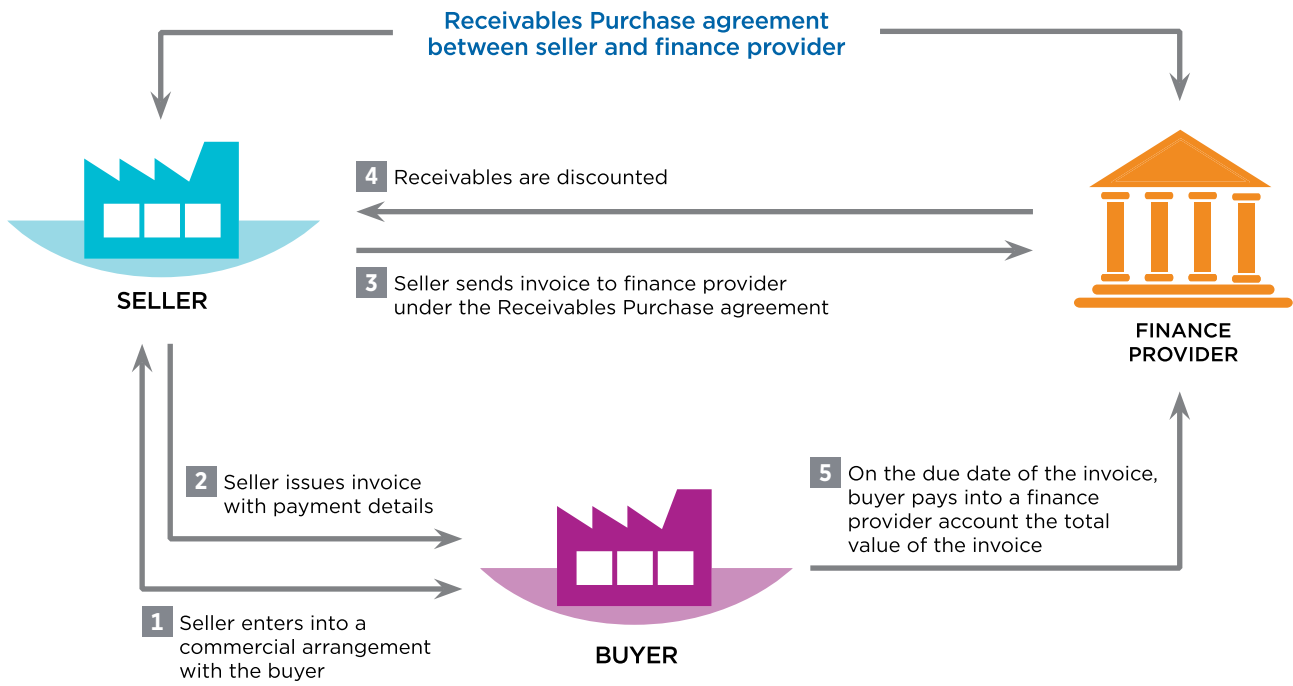 Receivables Purchase agreement
between seller and finance provider
4 Receivables are discounted
3 Seller sends invoice to finance provider
under the Receivables Purchase agreement
SELLER
FINANCE
PROVIDER
2 Seller issues invoice
with payment details
5 On the due date of the invoice,
buyer pays into a finance
provider account the total
value of the invoice
1 Seller enters into a
commercial arrangement
with the buyer
BUYER